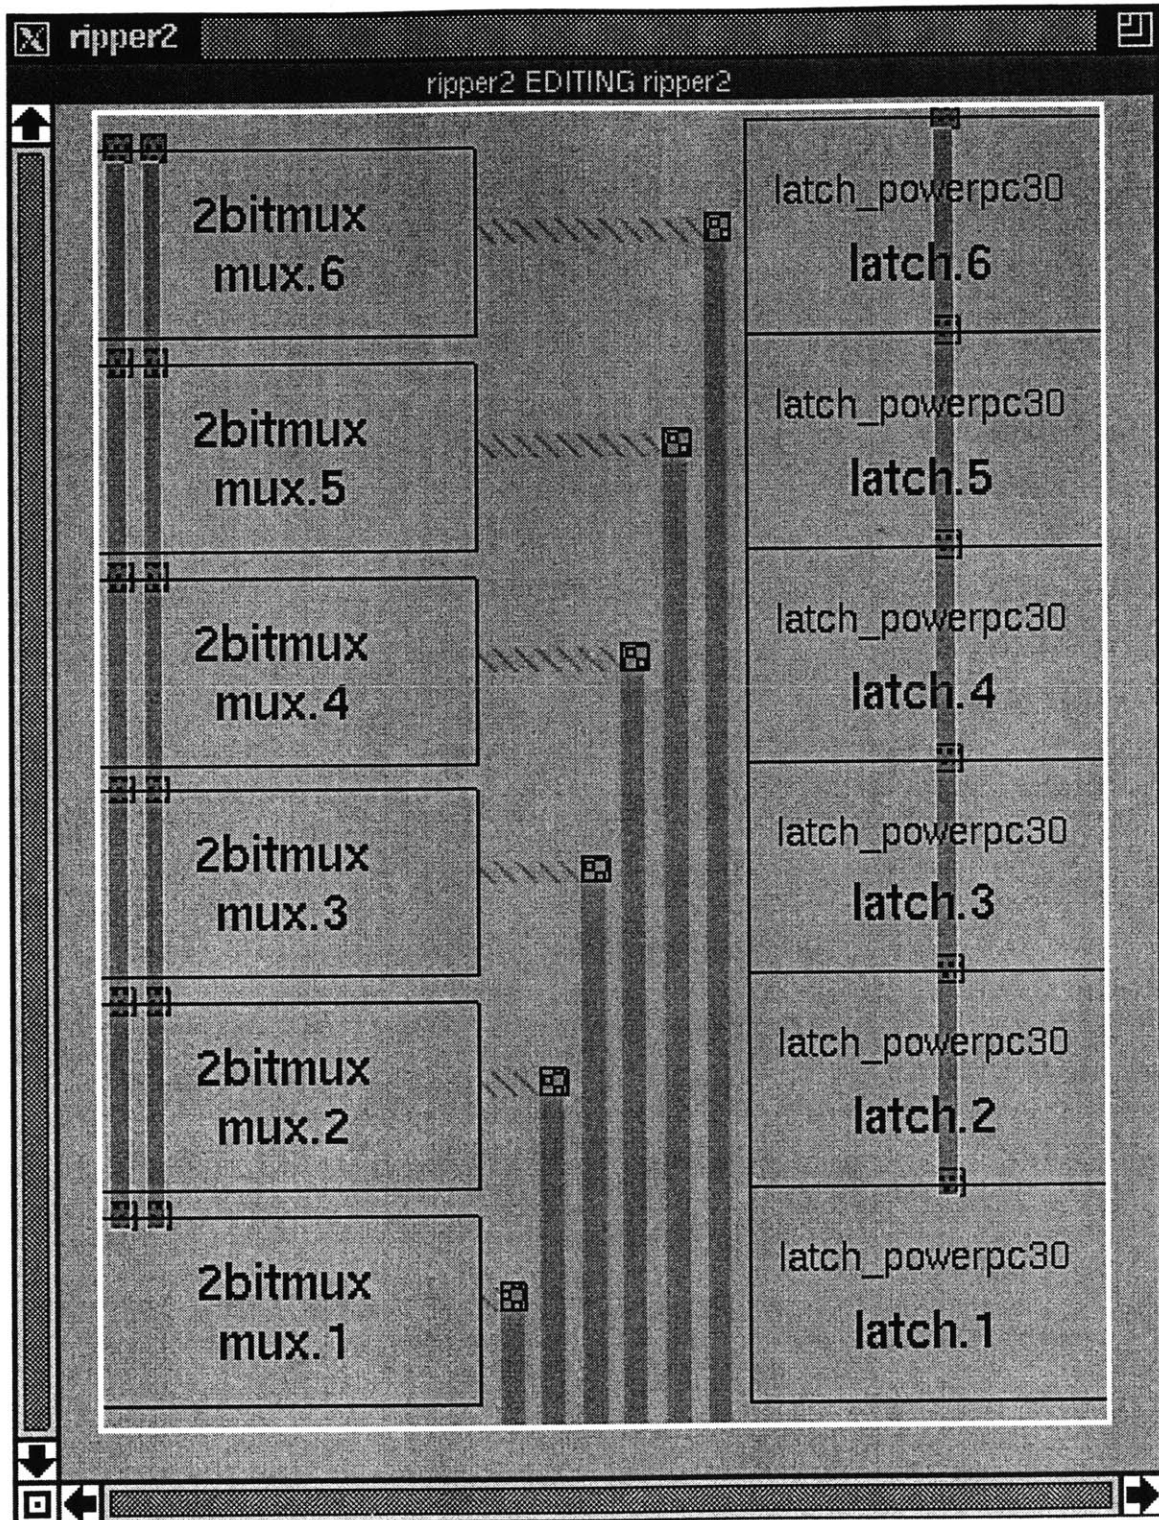 ripper2
ripper2 EDITING ripper2
2bitmux
mux.6
latch_powerpc30
latch.6
2bitmux
mux.5
latch_powerpc30
latch.5
2bitmux
mux.4
latch_powerpc30
latch.4
2bitmux
mux.3
latch_powerpc30
latch.3
2bitmux
mux.2
latch_powerpc30
latch.2
2bitmux
mux.1
latch_powerpc30
latch.1